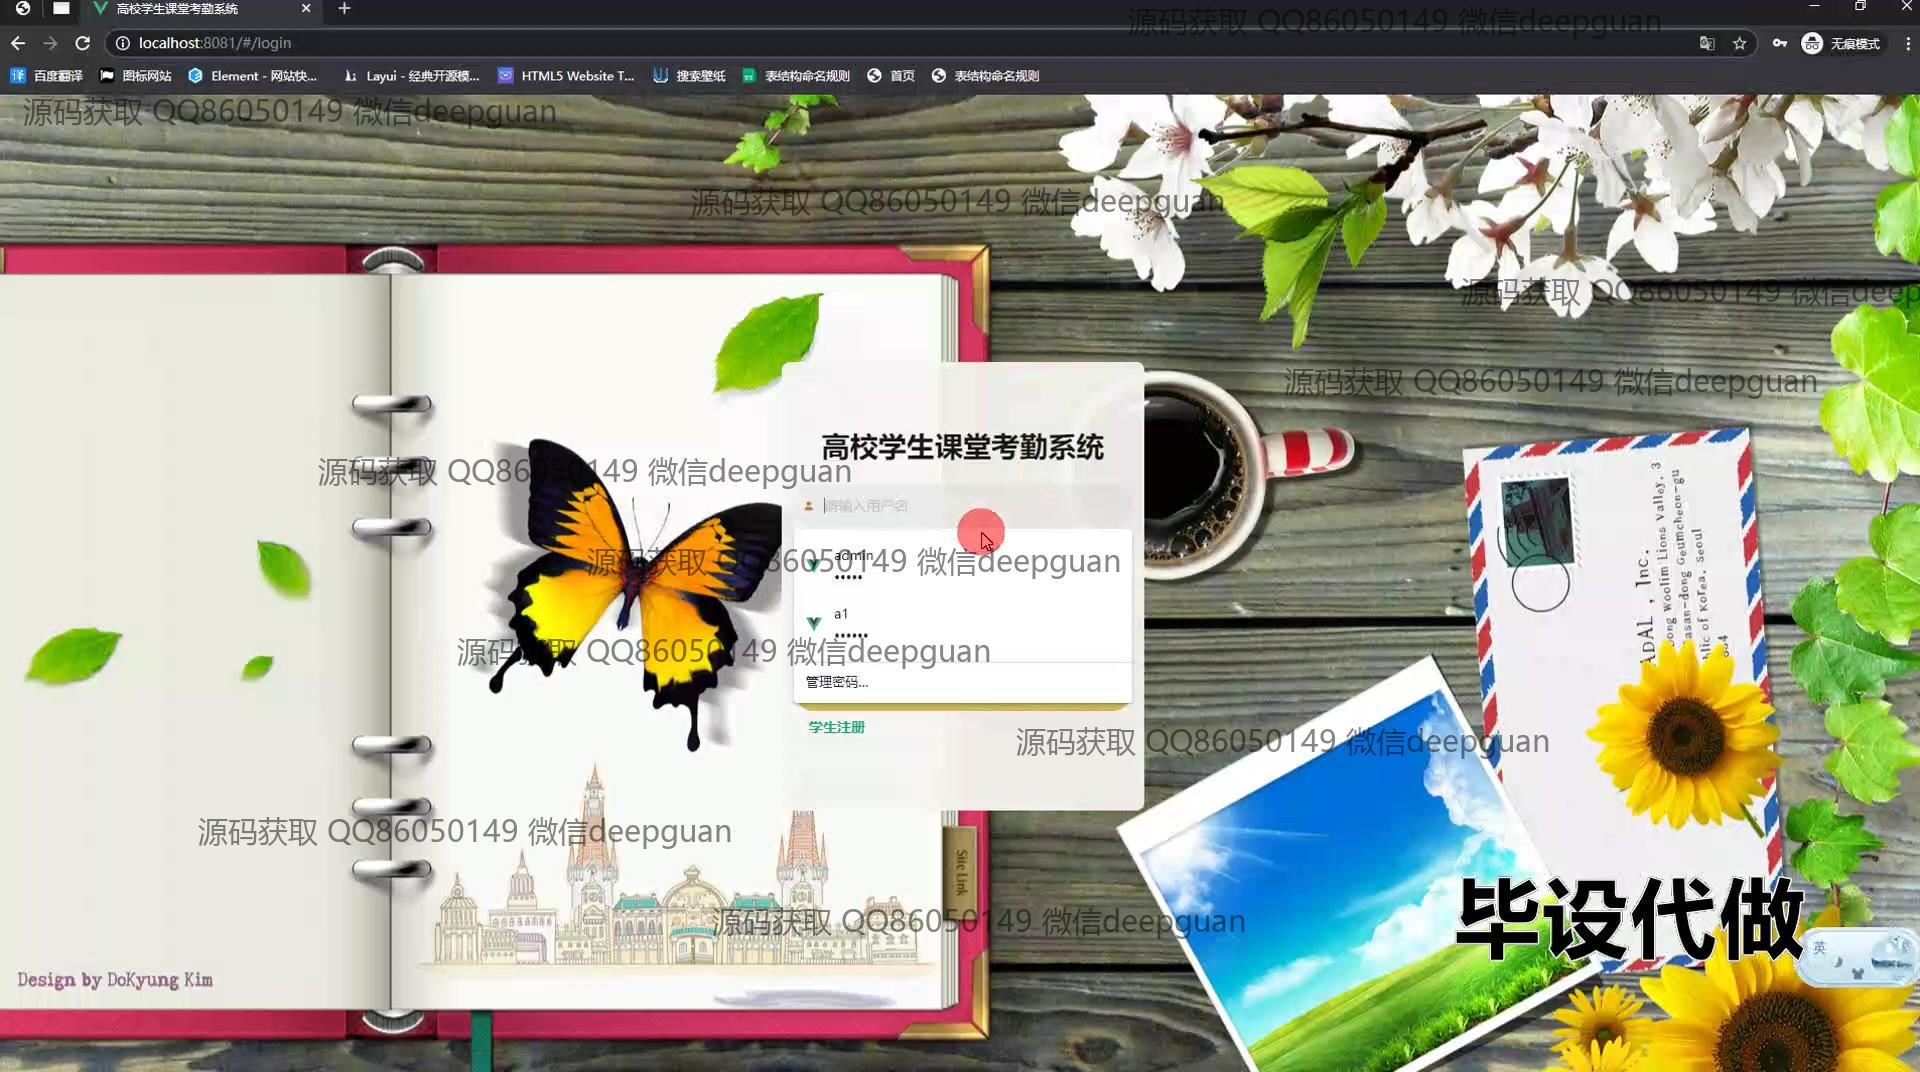 高校学生课堂考勤系统
localhost:8081/#/login
无痕模式
百度翻译
图标网站
Element - 网站快...
Layui - 经典开源模...
HTML5 Website T...
搜索壁纸
表结构命名规则
首页
表结构命名规则
源码获取 QQ86050149 微信deepguan
源码获取 QQ86050149 微信deepguan
源码获取 QQ86050149 微信deepguan
源码获取 QQ86050149 微信deep
源码获取 QQ86050149 微信deepguan
高校学生课堂考勤系统
源码获取 QQ86050149 微信deepguan
请输入用户名
admin
•••••
源码获取 QQ86050149 微信deepguan
a1
••••••
源码获取 QQ86050149 微信deepguan
管理密码...
学生注册
源码获取 QQ86050149 微信deepguan
源码获取 QQ86050149 微信deepguan
Site Link
源码获取 QQ86050149 微信deepguan
毕设代做
英
Design by DoKyung Kim